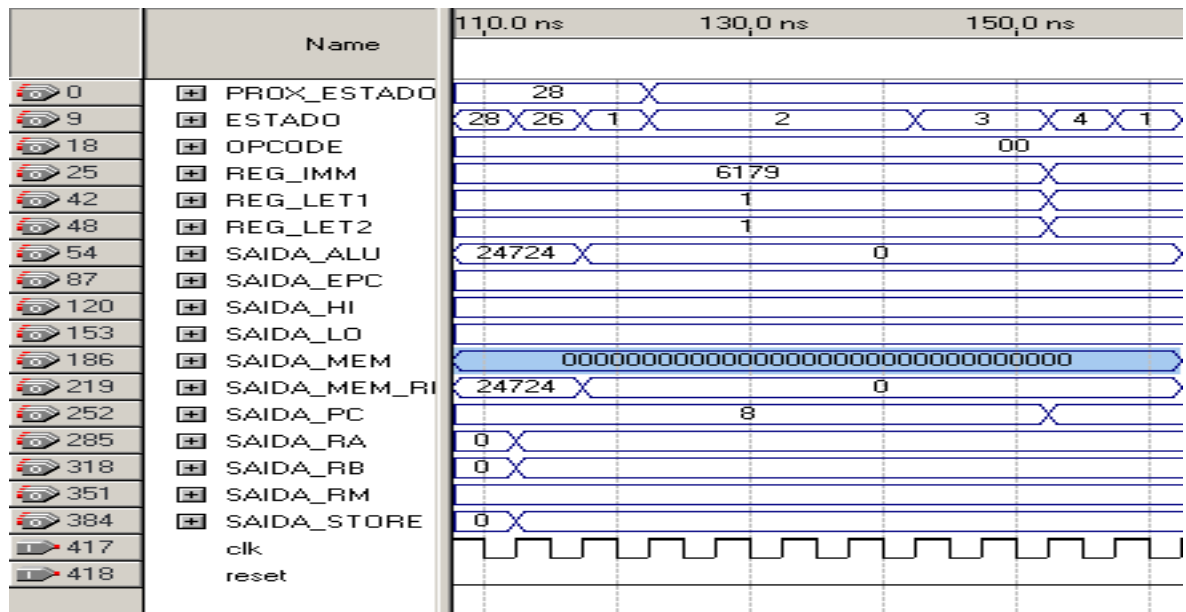 110.0 ns 130,0 ns 150,0 ns
Name
0 PROX_ESTADO 28
9 ESTADO 28 26 1 2 3 4 1
18 OPCODE 00
25 REG_IMM 6179
42 REG_LET1 1
48 REG_LET2 1
54 SAIDA_ALU 24724 0
87 SAIDA_EPC
120 SAIDA_HI
153 SAIDA_LO
186 SAIDA_MEM 00000000000000000000000000000000
219 SAIDA_MEM_RI 24724 0
252 SAIDA_PC 8
285 SAIDA_RA 0
318 SAIDA_RB 0
351 SAIDA_RM
384 SAIDA_STORE 0
417 clk
418 reset